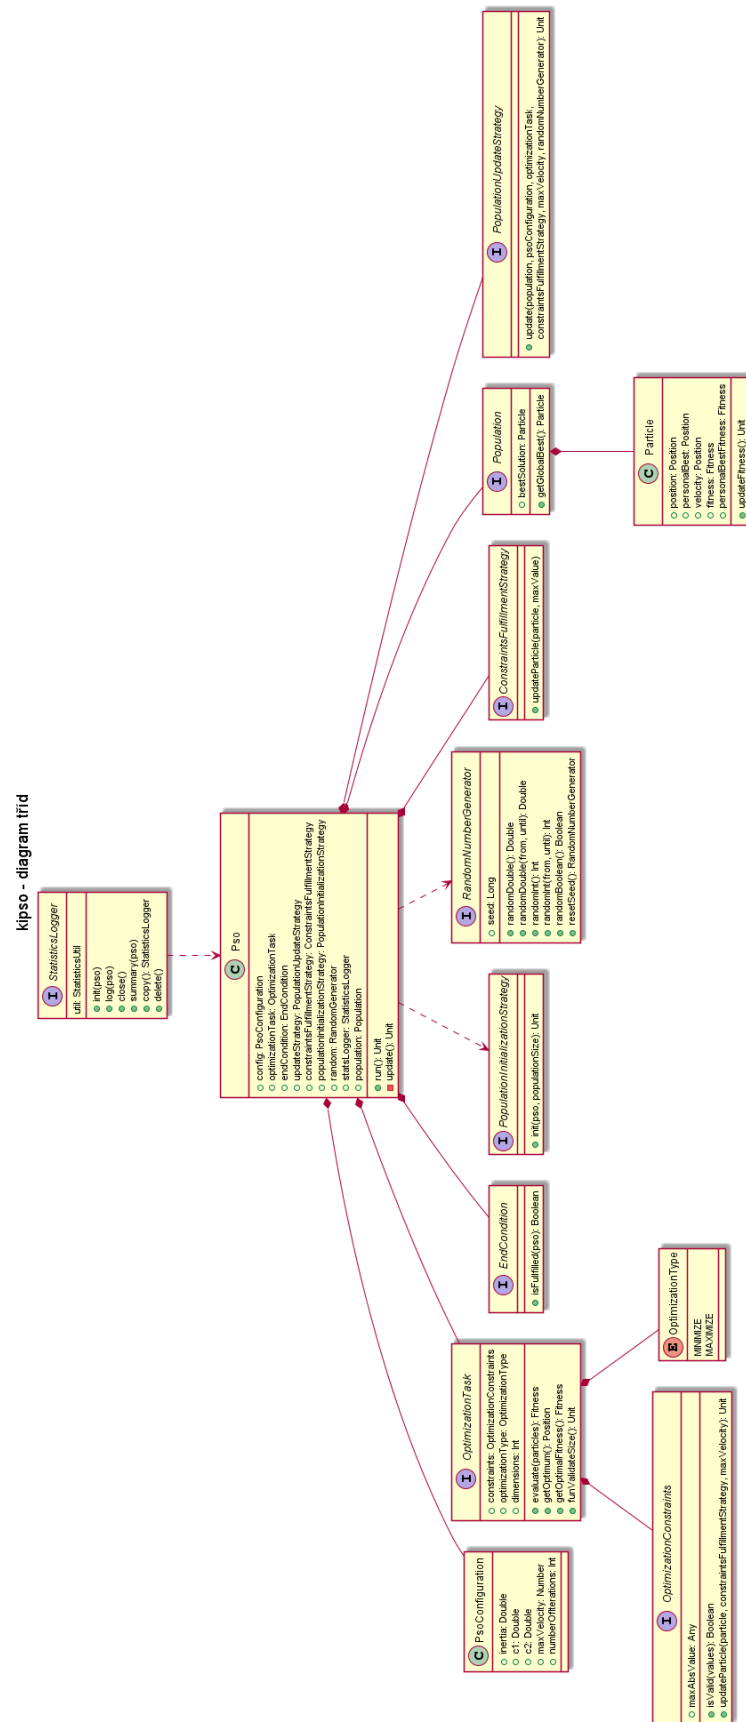 kipso - diagram tříd
I StatisticsLogger
util: StatisticsUtil
init(pso)
log(pso)
close()
summary(pso)
copy(): StatisticsLogger
delete()
C Pso
config: PsoConfiguration
optimizationTask: OptimizationTask
endCondition: EndCondition
updateStrategy: PopulationUpdateStrategy
constraintsFulfillmentStrategy: ConstraintsFulfillmentStrategy
populationInitializationStrategy: PopulationInitializationStrategy
random: RandomGenerator
statsLogger: StatisticsLogger
population: Population
run(): Unit
update(): Unit
C PsoConfiguration
inertia: Double
c1: Double
c2: Double
maxVelocity: Number
numberOfIterations: Int
I OptimizationTask
constraints: OptimizationConstraints
optimizationType: OptimizationType
dimensions: Int
evaluate(particles): Fitness
getOptimum(): Position
getOptimalFitness(): Fitness
funValidateSize(): Unit
I EndCondition
isFulfilled(pso): Boolean
I PopulationInitializationStrategy
init(pso, populationSize): Unit
I RandomNumberGenerator
seed: Long
randomDouble(): Double
randomDouble(from, until): Double
randomInt(): Int
randomInt(from, until): Int
randomBoolean(): Boolean
resetSeed(): RandomNumberGenerator
I ConstraintsFulfillmentStrategy
updateParticle(particle, maxValue)
I Population
bestSolution: Particle
getGlobalBest(): Particle
I PopulationUpdateStrategy
update(population, psoConfiguration, optimizationTask,
constraintsFulfillmentStrategy, maxVelocity, randomNumberGenerator): Unit
I OptimizationConstraints
maxAbsValue: Any
isValid(values): Boolean
updateParticle(particle, constraintsFulfillmentStrategy, maxVelocity): Unit
E OptimizationType
MINIMIZE
MAXIMIZE
C Particle
position: Position
personalBest: Position
velocity: Position
fitness: Fitness
personalBestFitness: Fitness
updateFitness(): Unit